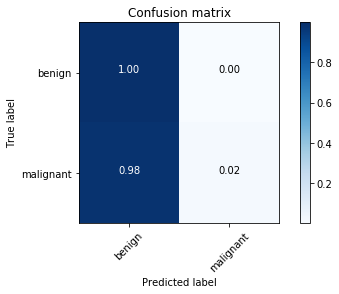 Confusion matrix
benign
1.00
0.00
malignant
0.98
0.02
True label
benign
malignant
Predicted label
0.8
0.6
0.4
0.2